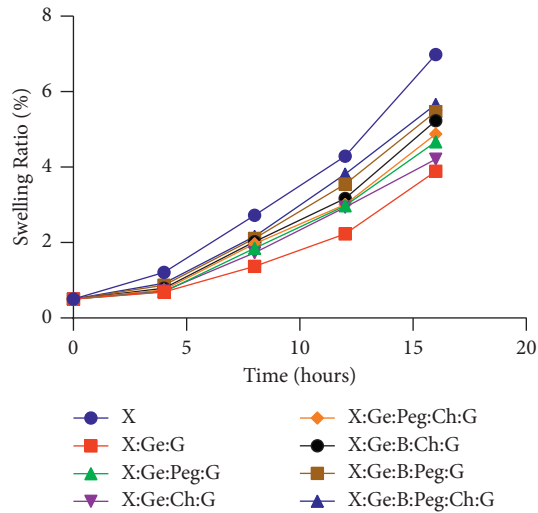 8
6
4
2
0
Swelling Ratio (%)
0 5 10 15 20
Time (hours)
X
X:Ge:G
X:Ge:Peg:G
X:Ge:Ch:G
X:Ge:Peg:Ch:G
X:Ge:B:Ch:G
X:Ge:B:Peg:G
X:Ge:B:Peg:Ch:G